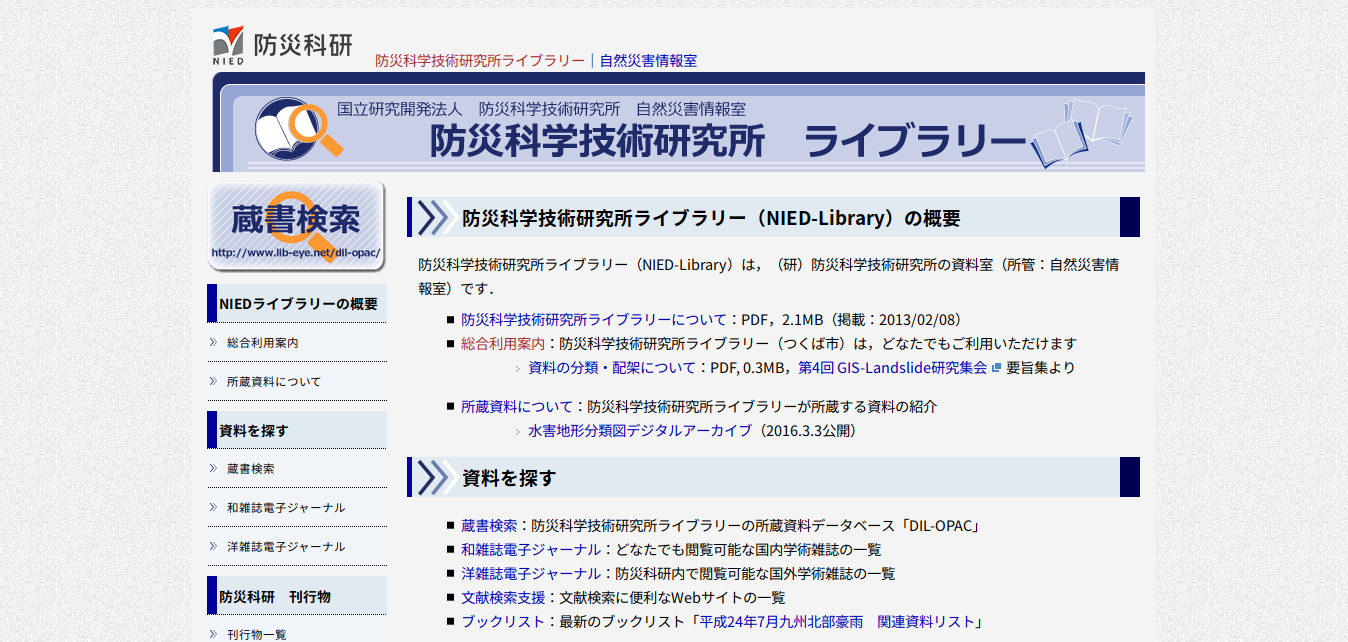 NIED 防災科研
防災科学技術研究所ライブラリー｜自然災害情報室
国立研究開発法人　防災科学技術研究所　自然災害情報室
防災科学技術研究所　ライブラリー
蔵書検索
http://www.lib-eye.net/dil-opac/
NIEDライブラリーの概要
総合利用案内
所蔵資料について
資料を探す
蔵書検索
和雑誌電子ジャーナル
洋雑誌電子ジャーナル
防災科研　刊行物
刊行物一覧
防災科学技術研究所ライブラリー（NIED-Library）の概要
防災科学技術研究所ライブラリー（NIED-Library）は，（研）防災科学技術研究所の資料室（所管：自然災害情
報室）です．
防災科学技術研究所ライブラリーについて：PDF，2.1MB（掲載：2013/02/08）
総合利用案内：防災科学技術研究所ライブラリー（つくば市）は，どなたでもご利用いただけます
資料の分類・配架について：PDF, 0.3MB，第4回 GIS-Landslide研究集会 要旨集より
所蔵資料について：防災科学技術研究所ライブラリーが所蔵する資料の紹介
水害地形分類図デジタルアーカイブ（2016.3.3公開）
資料を探す
蔵書検索：防災科学技術研究所ライブラリーの所蔵資料データベース「DIL-OPAC」
和雑誌電子ジャーナル：どなたでも閲覧可能な国内学術雑誌の一覧
洋雑誌電子ジャーナル：防災科研内で閲覧可能な国外学術雑誌の一覧
文献検索支援：文献検索に便利なWebサイトの一覧
ブックリスト：最新のブックリスト「平成24年7月九州北部豪雨　関連資料リスト」